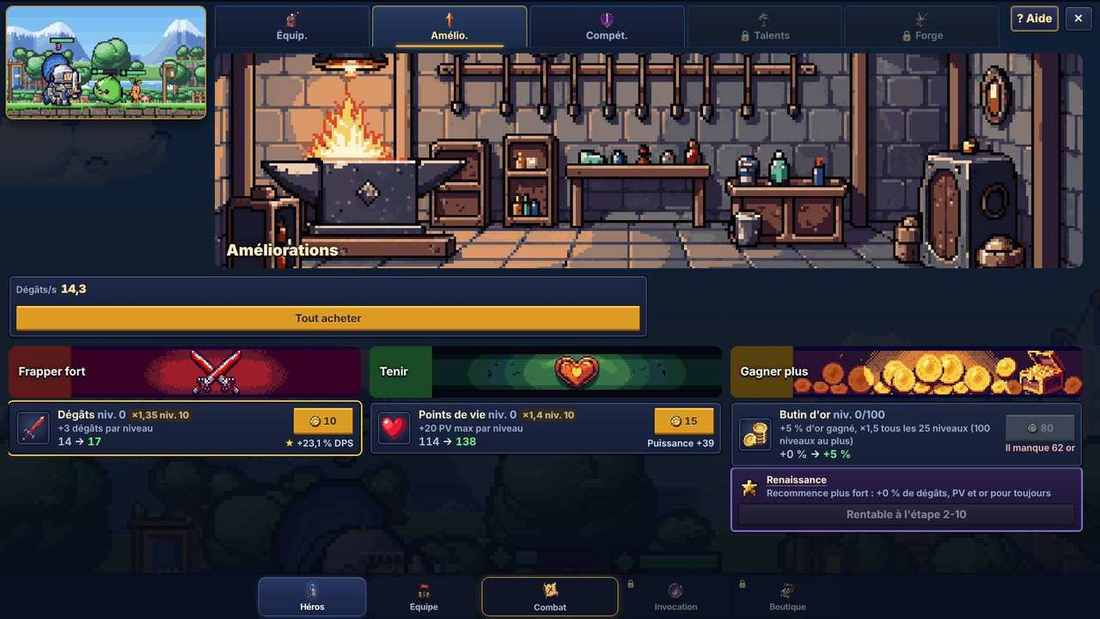 Équip.
Amélio.
Compét.
Talents
Forge
? Aide
×
Améliorations
Dégâts/s 14,3
Tout acheter
Frapper fort
Dégâts niv. 0 ×1,35 niv. 10
+3 dégâts par niveau
14 → 17
10
★ +23,1 % DPS
Tenir
Points de vie niv. 0 ×1,4 niv. 10
+20 PV max par niveau
114 → 138
15
Puissance +39
Gagner plus
Butin d'or niv. 0/100
+5 % d'or gagné, ×1,5 tous les 25 niveaux (100
niveaux au plus)
+0 % → +5 %
80
Il manque 62 or
Renaissance
Recommence plus fort : +0 % de dégâts, PV et or pour toujours
Rentable à l'étape 2-10
Héros
Équipe
Combat
Invocation
Boutique